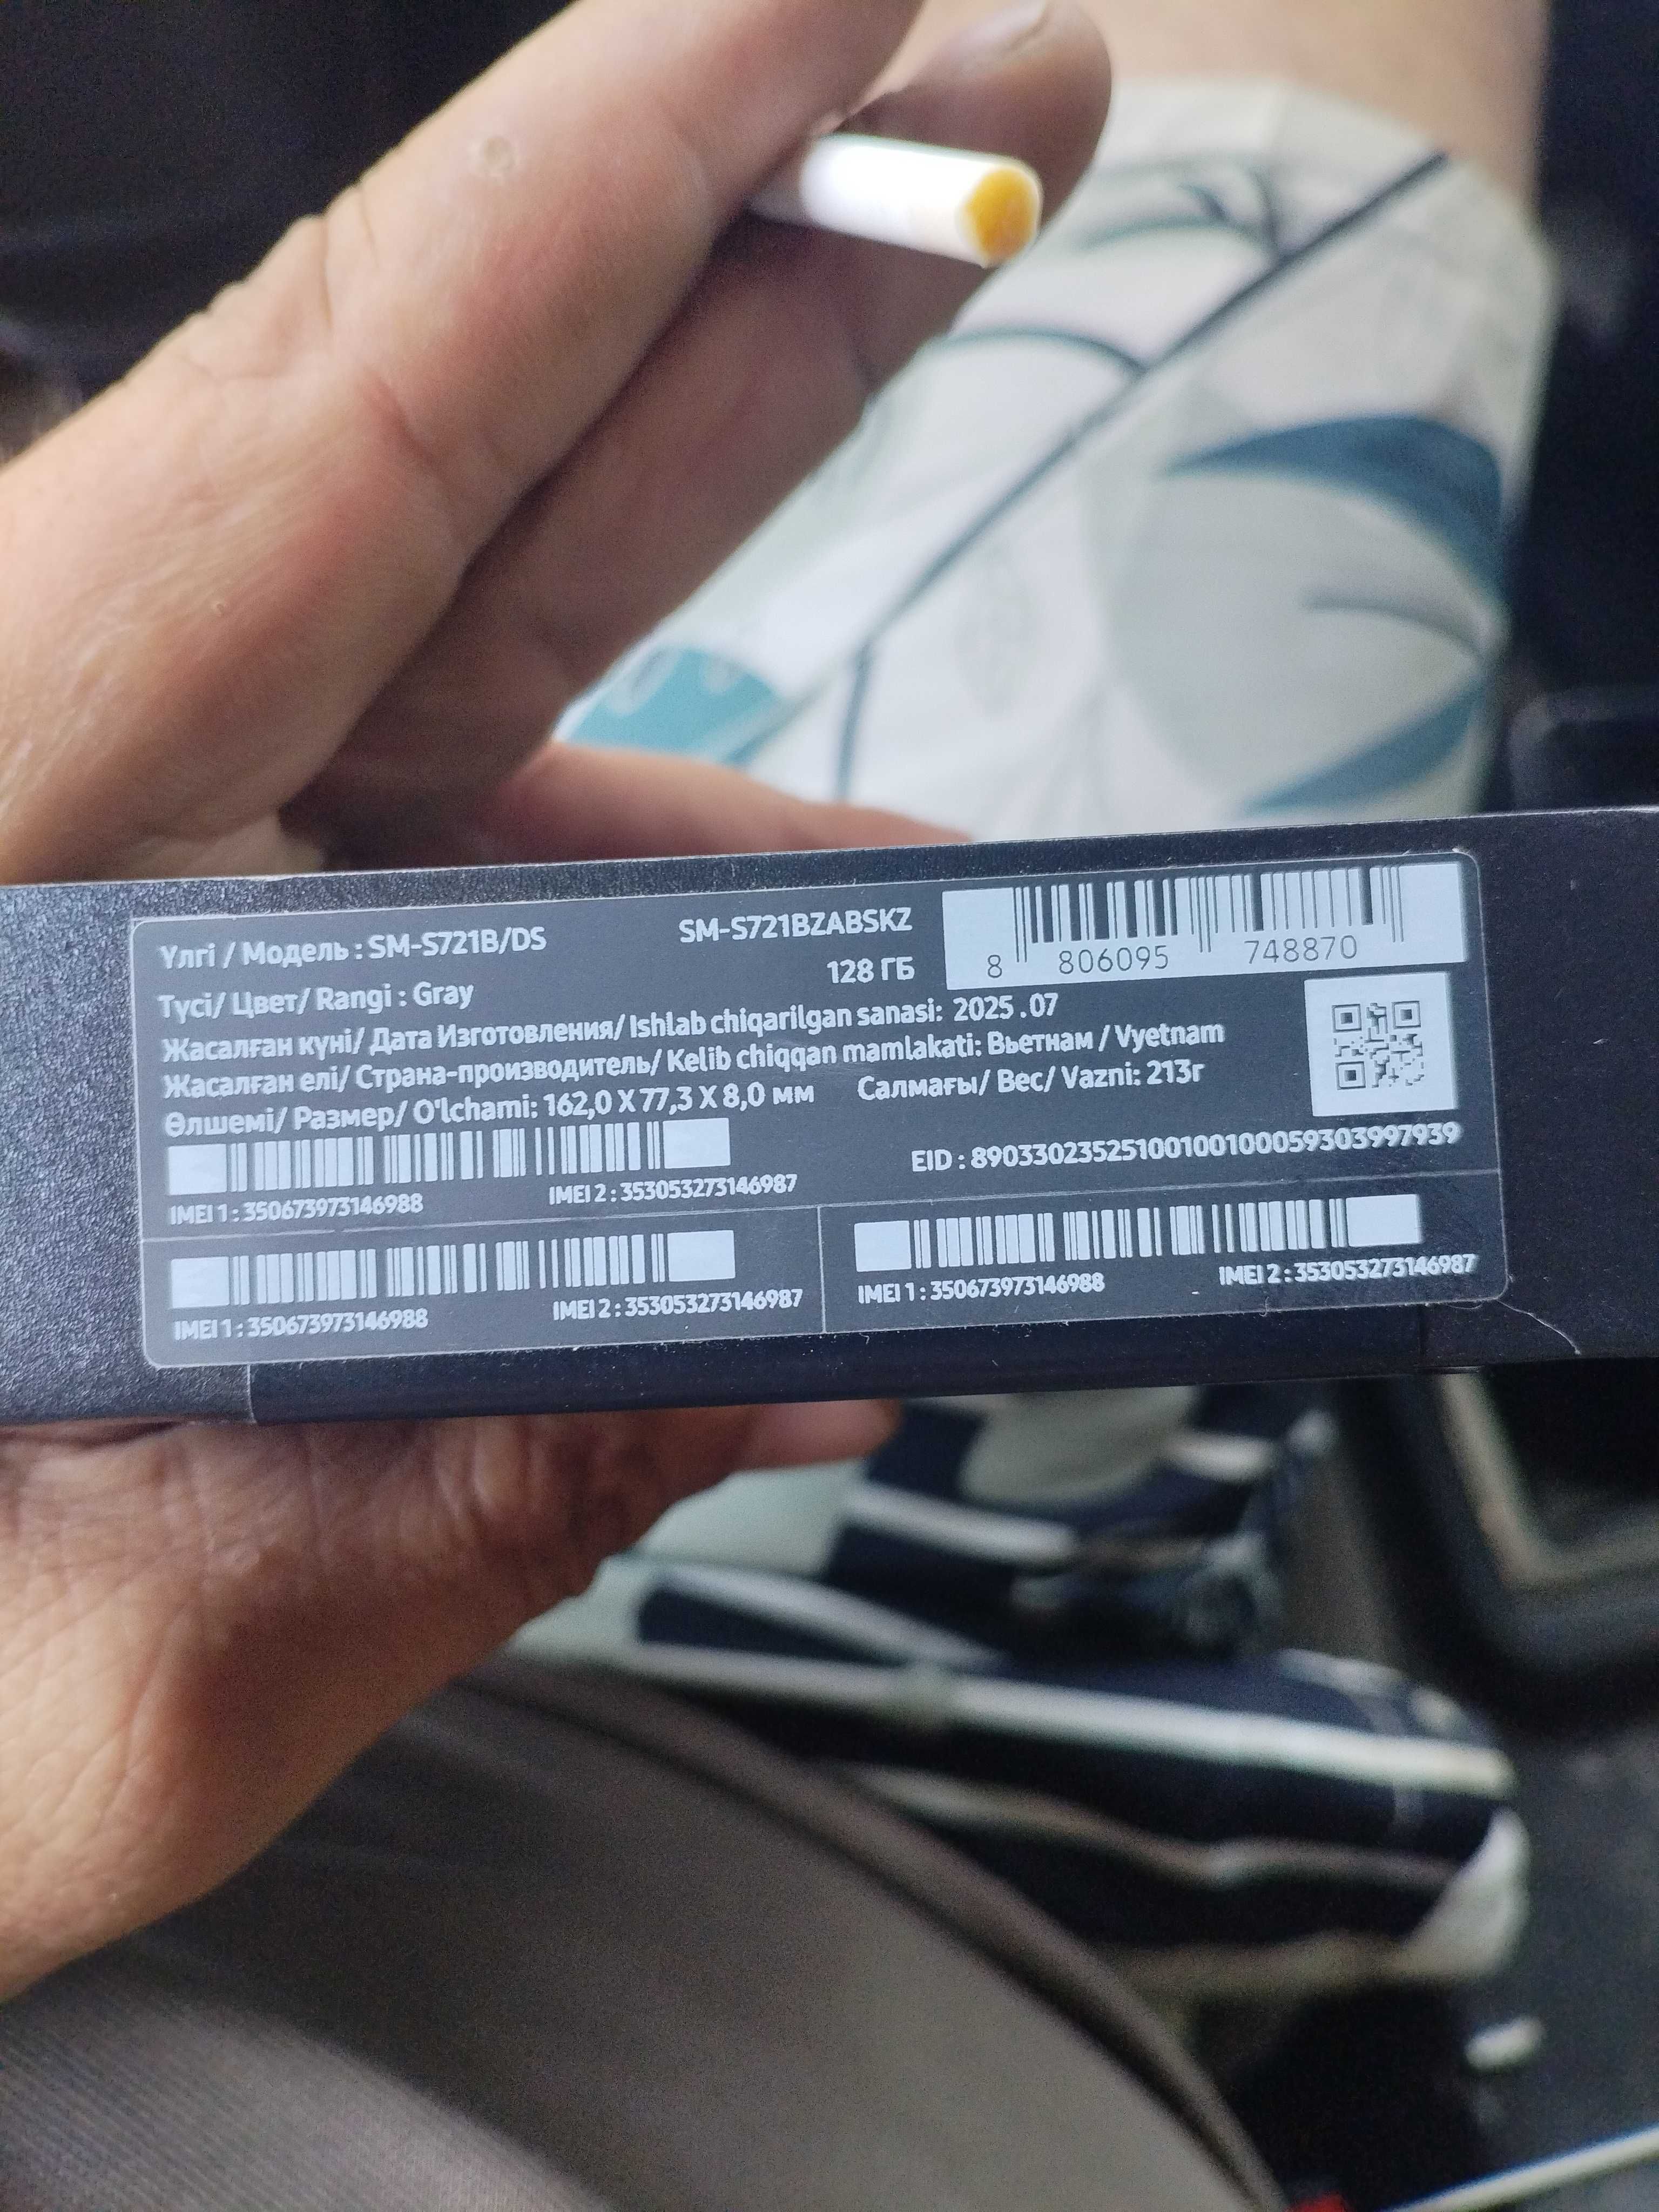 Үлгі / Модель : SM-S721B/DS
SM-S721BZABSKZ
128 ГБ
8 806095 748870
Түсі/ Цвет/ Rangi : Gray
Жасалған күні/ Дата Изготовления/ Ishlab chiqarilgan sanasi: 2025.07
Жасалған елі/ Страна-производитель/ Kelib chiqqan mamlakati: Вьетнам / Vyetnam
Өлшемі/ Размер/ O'lchami: 162,0 X 77,3 X 8,0 мм Салмағы/ Вес/ Vazni: 213г
EID : 89033023525100100100059303997939
IMEI 1 : 350673973146988 IMEI 2 : 353053273146987
IMEI 1 : 350673973146988 IMEI 2 : 353053273146987
IMEI 1 : 350673973146988 IMEI 2 : 353053273146987